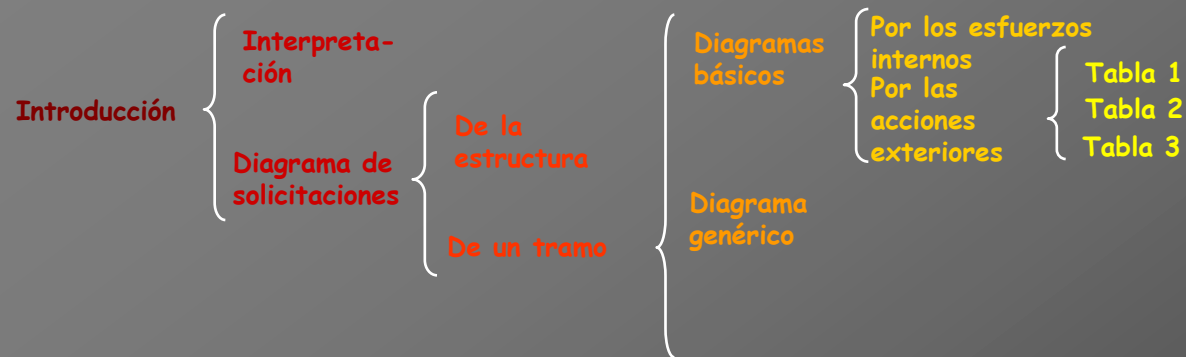 Introducción
Interpreta-
ción
Diagrama de
solicitaciones
De la
estructura
De un tramo
Diagramas
básicos
Por los esfuerzos
internos
Por las
acciones
exteriores
Tabla 1
Tabla 2
Tabla 3
Diagrama
genérico